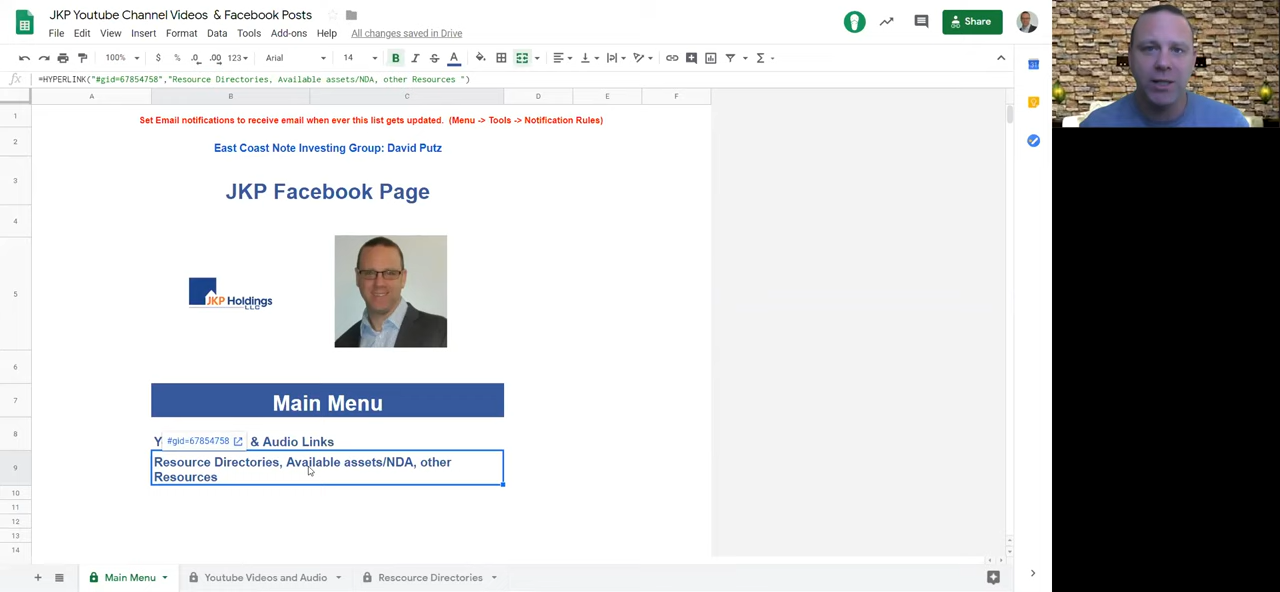 JKP Youtube Channel Videos & Facebook Posts
File Edit View Insert Format Data Tools Add-ons Help All changes saved in Drive
Share
100% $ % .0 .00 123 Arial 14 B I S A
fx =HYPERLINK("#gid=67854758","Resource Directories, Available assets/NDA, other Resources ")
A B C D E F
1 Set Email notifications to receive email when ever this list gets updated. (Menu -> Tools -> Notification Rules)
2 East Coast Note Investing Group: David Putz
3 JKP Facebook Page
4
5 JKP Holdings
LLC
6
7 Main Menu
8 Y #gid=67854758 & Audio Links
9 Resource Directories, Available assets/NDA, other
Resources
10
11
12
13
14
Main Menu Youtube Videos and Audio Rescource Directories